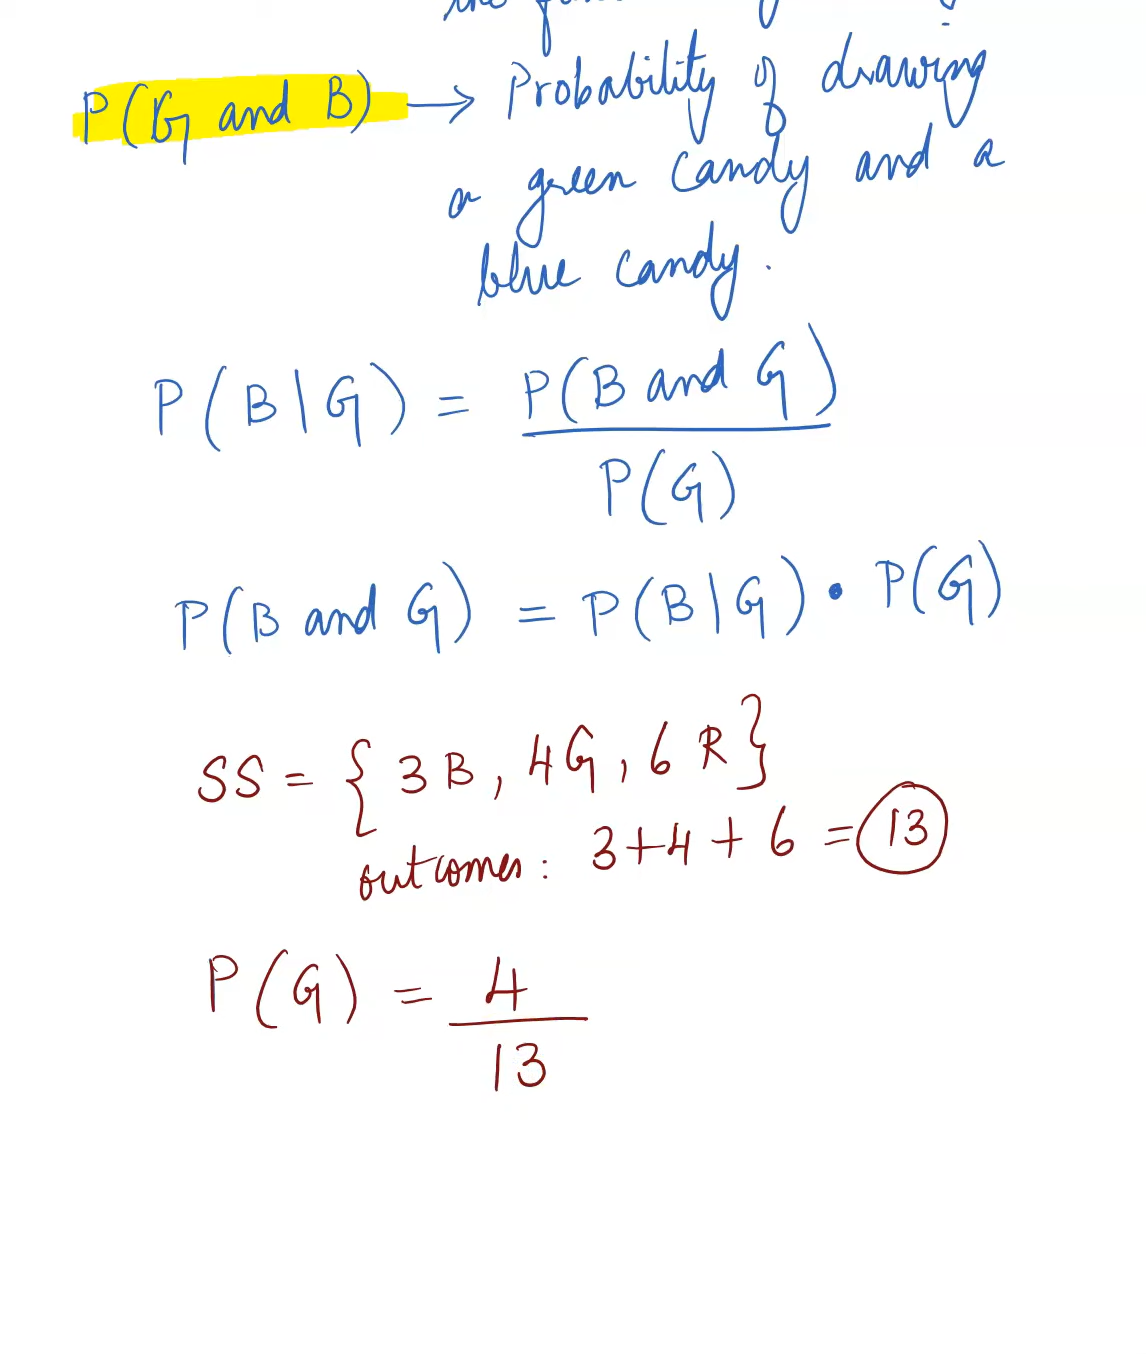 the
P(G and B) → Probability of drawing
a green candy and a
blue candy.
P(B|G) = P(B and G)
P(G)
P(B and G) = P(B|G) • P(G)
SS = { 3B, 4G, 6R}
outcomes: 3+4+6 = 13
P(G) = 4
13